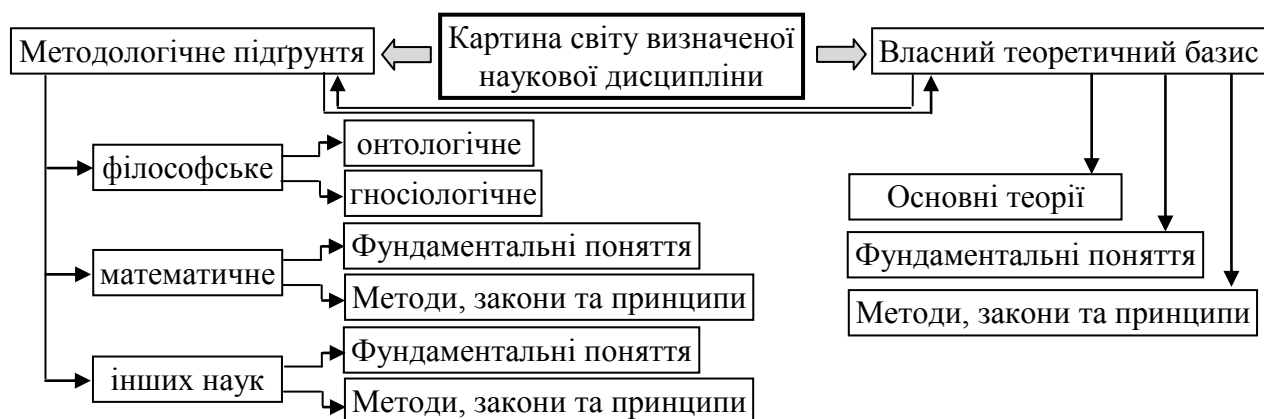 Картина світу визначеної
наукової дисципліни
Методологічне підґрунтя
Власний теоретичний базис
філософське
онтологічне
гносіологічне
математичне
Фундаментальні поняття
Методи, закони та принципи
інших наук
Фундаментальні поняття
Методи, закони та принципи
Основні теорії
Фундаментальні поняття
Методи, закони та принципи